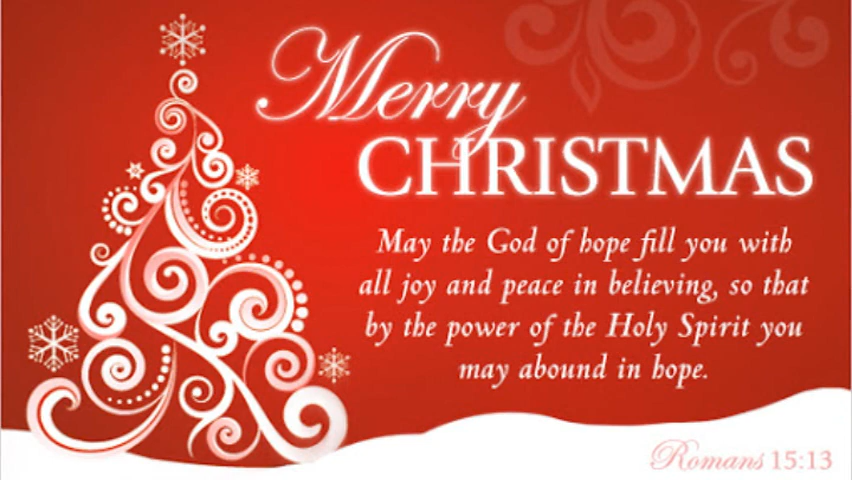 Merry
CHRISTMAS
May the God of hope fill you with
all joy and peace in believing, so that
by the power of the Holy Spirit you
may abound in hope.
Romans 15:13